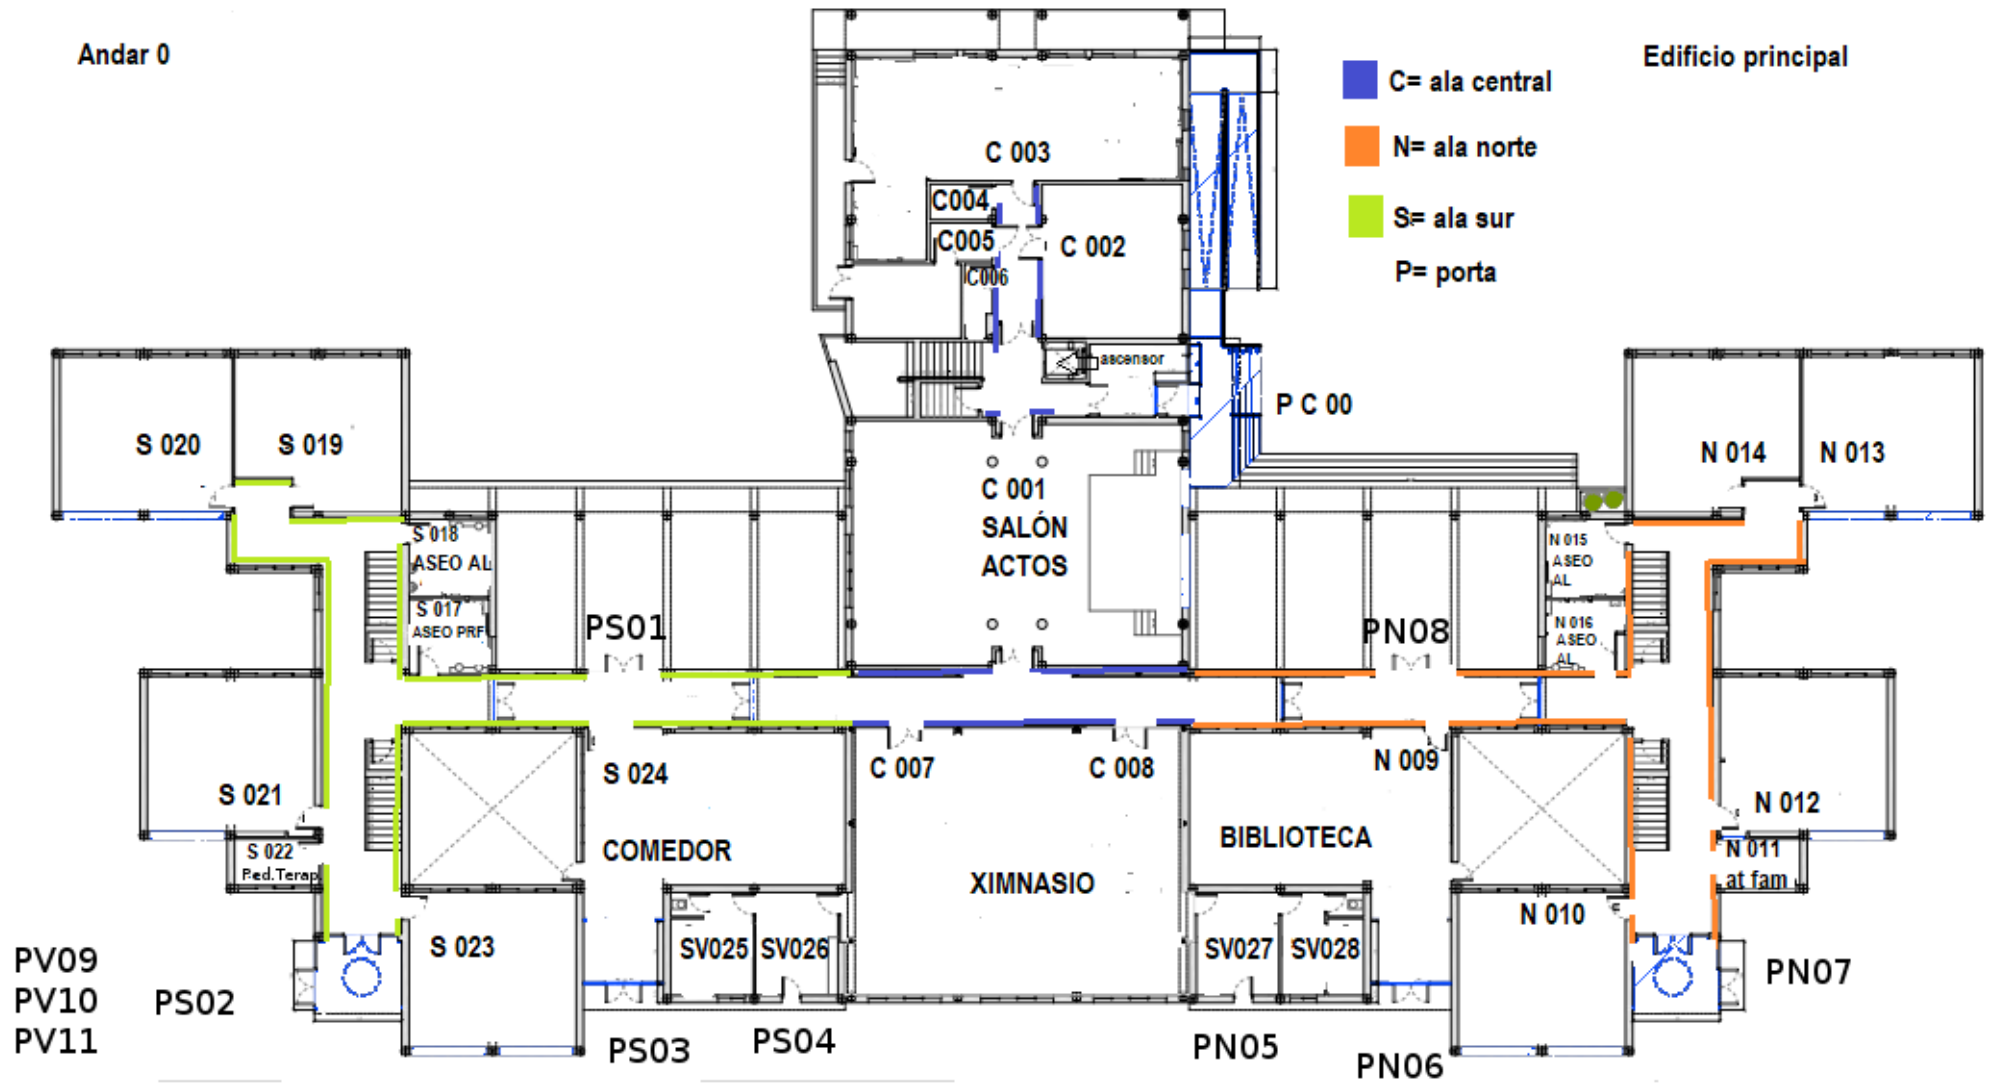 Andar 0
Edificio principal
C= ala central
N= ala norte
S= ala sur
P= porta
C 003
C004
C005
C 002
C006
ascensor
P C 00
S 020
S 019
N 014
N 013
C 001
SALÓN
ACTOS
S 018
ASEO AL
S 017
ASEO PRF
PS01
PN08
N 015
ASEO
AL
N 016
ASEO
AL
S 021
S 022
Ped.Terap
S 024
COMEDOR
C 007
C 008
XIMNASIO
N 009
BIBLIOTECA
N 012
N 011
at fam
N 010
S 023
SV025
SV026
SV027
SV028
PV09
PV10
PV11
PS02
PS03
PS04
PN05
PN06
PN07